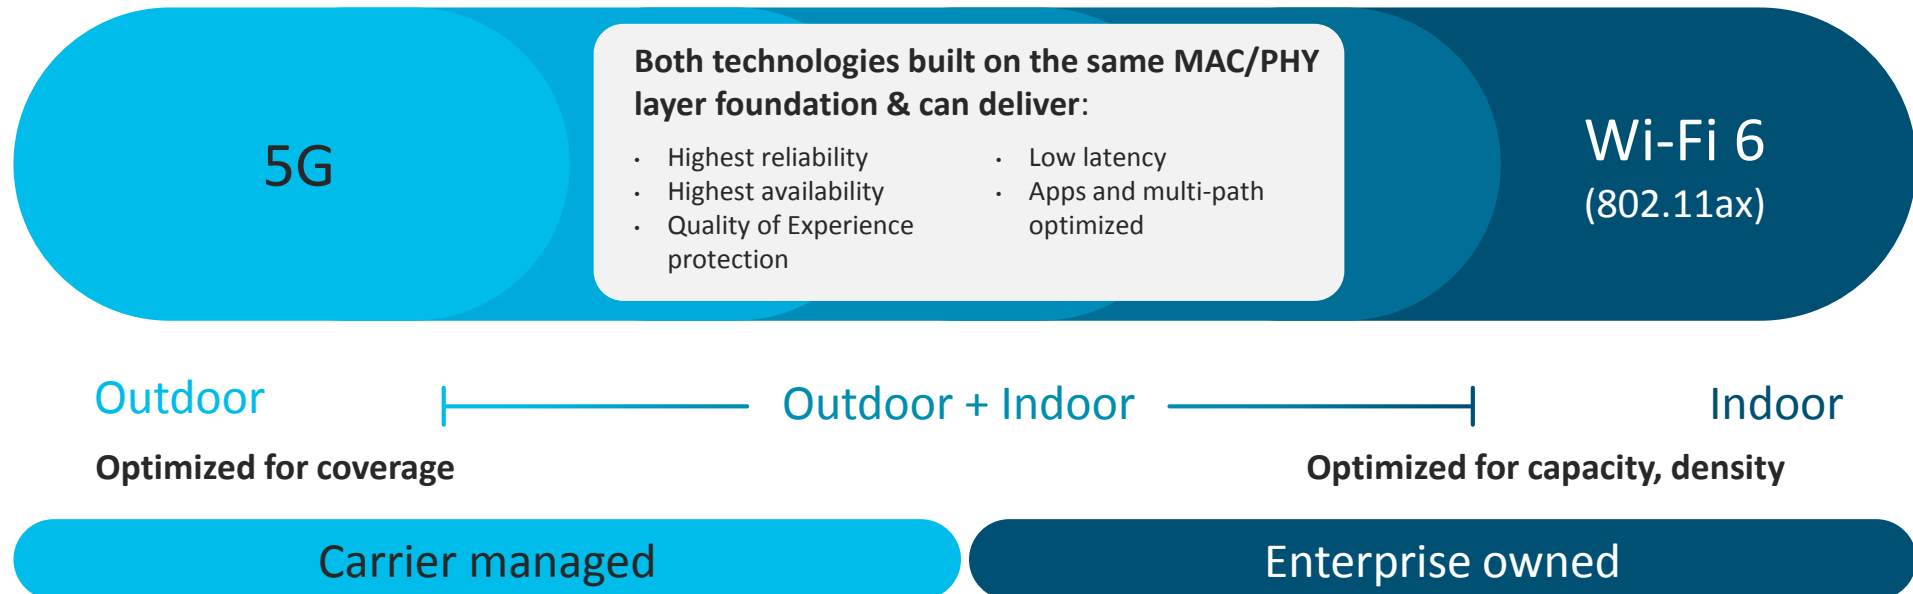 5G
Both technologies built on the same MAC/PHY
layer foundation & can deliver:
• Highest reliability
• Highest availability
• Quality of Experience
protection
• Low latency
• Apps and multi-path
optimized
Wi-Fi 6
(802.11ax)
Outdoor
Outdoor + Indoor
Indoor
Optimized for coverage
Optimized for capacity, density
Carrier managed
Enterprise owned